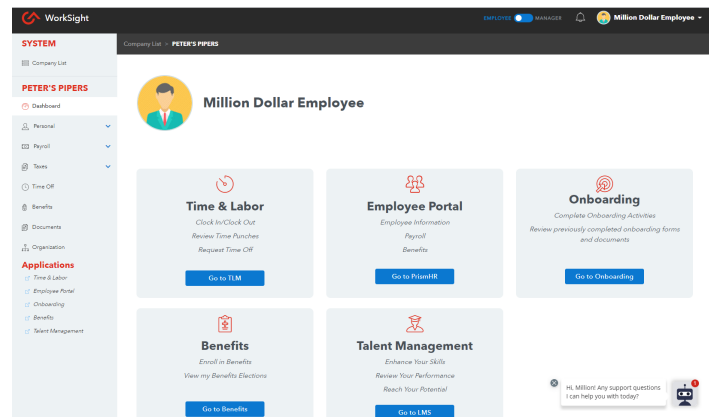 WorkSight
EMPLOYEE MANAGER
Million Dollar Employee
SYSTEM
Company List
PETER'S PIPERS
Dashboard
Personal
Payroll
Taxes
Time Off
Benefits
Documents
Organization
Applications
Time & Labor
Employee Portal
Onboarding
Benefits
Talent Management
Company List > PETER'S PIPERS
Million Dollar Employee
Time & Labor
Clock In/Clock Out
Review Time Punches
Request Time Off
Go to TLM
Employee Portal
Employee Information
Payroll
Benefits
Go to PrismHR
Onboarding
Complete Onboarding Activities
Review previously completed onboarding forms
and documents
Go to Onboarding
Benefits
Enroll in Benefits
View my Benefits Elections
Go to Benefits
Talent Management
Enhance Your Skills
Review Your Performance
Reach Your Potential
Go to LMS
Hi, Million! Any support questions
I can help you with today?
1